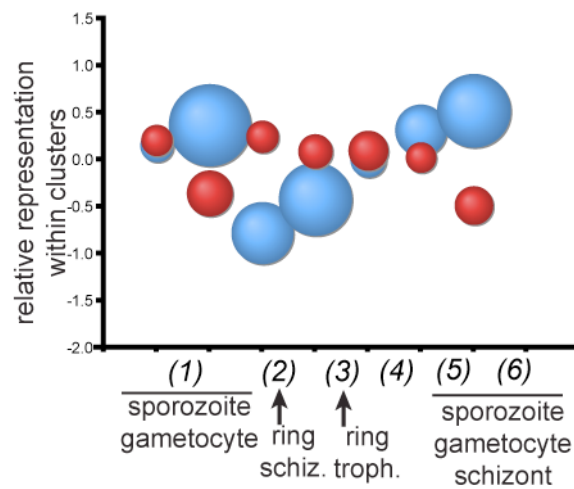 relative representation
within clusters
1.5
1.0
0.5
0.0
-0.5
-1.0
-1.5
-2.0
(1) (2) (3) (4) (5) (6)
sporozoite
gametocyte
ring
schiz.
ring
troph.
sporozoite
gametocyte
schizont